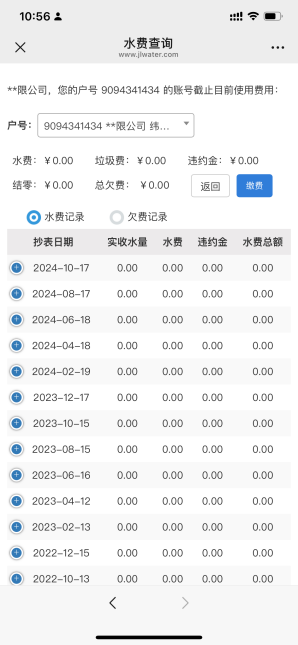 10:56
水费查询
www.jlwater.com
**限公司，您的户号 9094341434 的账号截止目前使用费用：
户号： 9094341434 **限公司 纬...
水费：￥0.00 垃圾费：￥0.00 违约金：￥0.00
结零：￥0.00 总欠费：￥0.00 返回 缴费
水费记录 欠费记录
抄表日期 实收水量 水费 违约金 水费总额
2024-10-17 0.00 0.00 0.00 0.00
2024-08-17 0.00 0.00 0.00 0.00
2024-06-18 0.00 0.00 0.00 0.00
2024-04-18 0.00 0.00 0.00 0.00
2024-02-19 0.00 0.00 0.00 0.00
2023-12-17 0.00 0.00 0.00 0.00
2023-10-15 0.00 0.00 0.00 0.00
2023-08-15 0.00 0.00 0.00 0.00
2023-06-16 0.00 0.00 0.00 0.00
2023-04-12 0.00 0.00 0.00 0.00
2023-02-13 0.00 0.00 0.00 0.00
2022-12-15 0.00 0.00 0.00 0.00
2022-10-13 0.00 0.00 0.00 0.00